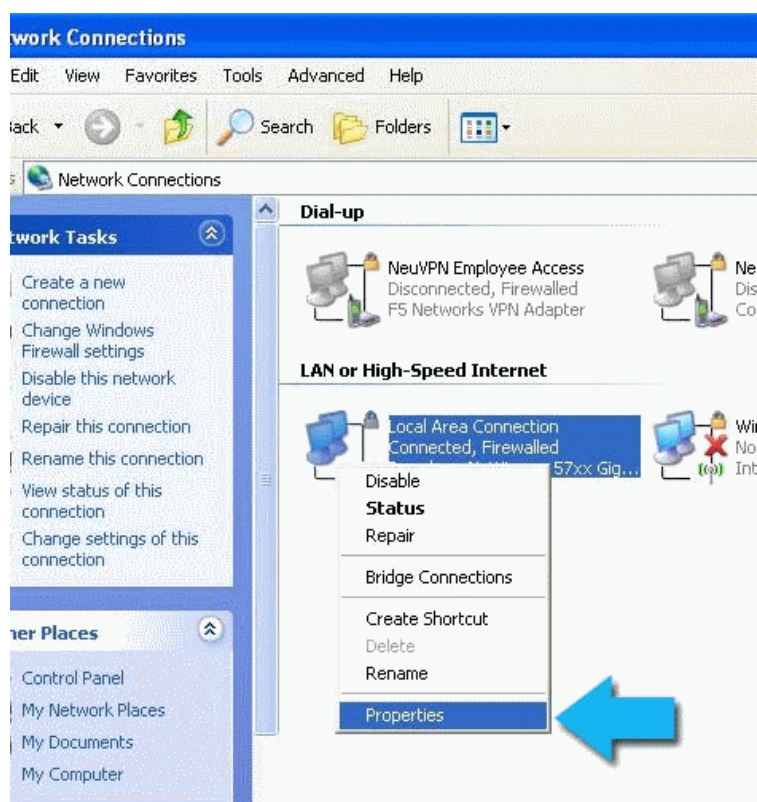 work Connections
Edit View Favorites Tools Advanced Help
Back Search Folders
Network Connections
twork Tasks
Create a new
connection
Change Windows
Firewall settings
Disable this network
device
Repair this connection
Rename this connection
View status of this
connection
Change settings of this
connection
her Places
Control Panel
My Network Places
My Documents
My Computer
Dial-up
NeuVPN Employee Access
Disconnected, Firewalled
F5 Networks VPN Adapter
Ne
Dis
Co
LAN or High-Speed Internet
Local Area Connection
Connected, Firewalled
57xx Gig...
Wir
No
Int
Disable
Status
Repair
Bridge Connections
Create Shortcut
Delete
Rename
Properties